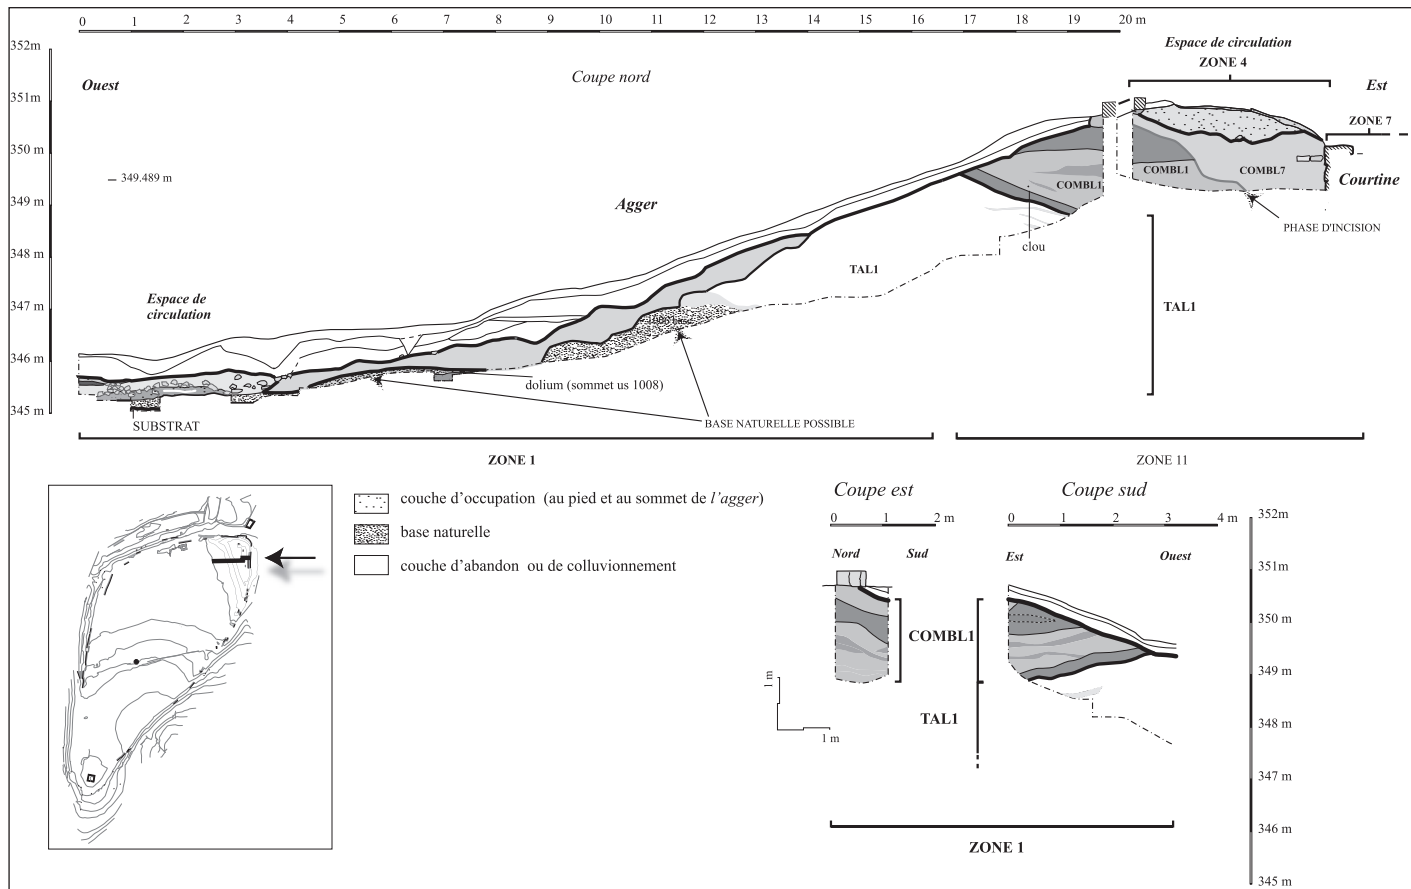 0 1 2 3 4 5 6 7 8 9 10 11 12 13 14 15 16 17 18 19 20 m
352m
351m
350 m
349 m
348 m
347 m
346 m
345 m
Ouest
Coupe nord
Espace de circulation
ZONE 4
Est
ZONE 7
349.489 m
Agger
COMBL1
COMBL1
COMBL7
Courtine
PHASE D'INCISION
clou
TAL1
TAL1
Espace de
circulation
dolium (sommet us 1008)
SUBSTRAT
BASE NATURELLE POSSIBLE
ZONE 1
ZONE 11
couche d’occupation (au pied et au sommet de l’agger)
base naturelle
couche d’abandon ou de colluvionnement
Coupe est
0 1 2 m
Nord Sud
Coupe sud
0 1 2 3 4 m
Est Ouest
COMBL1
TAL1
1 m
1 m
ZONE 1
352m
351m
350 m
349 m
348 m
347 m
346 m
345 m